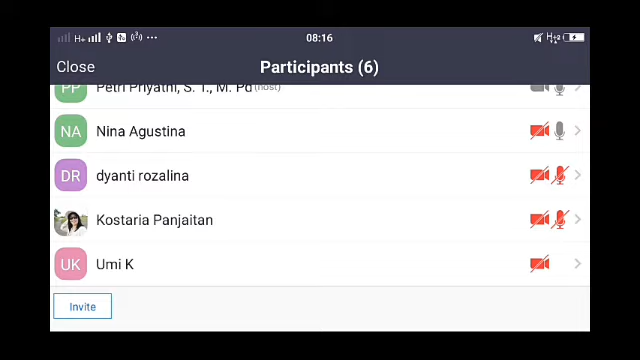 H+ 08:16
Close Participants (6)
PP Petri Priyatni, S. T., M. Pd (host)
NA Nina Agustina
DR dyanti rozalina
Kostaria Panjaitan
UK Umi K
Invite